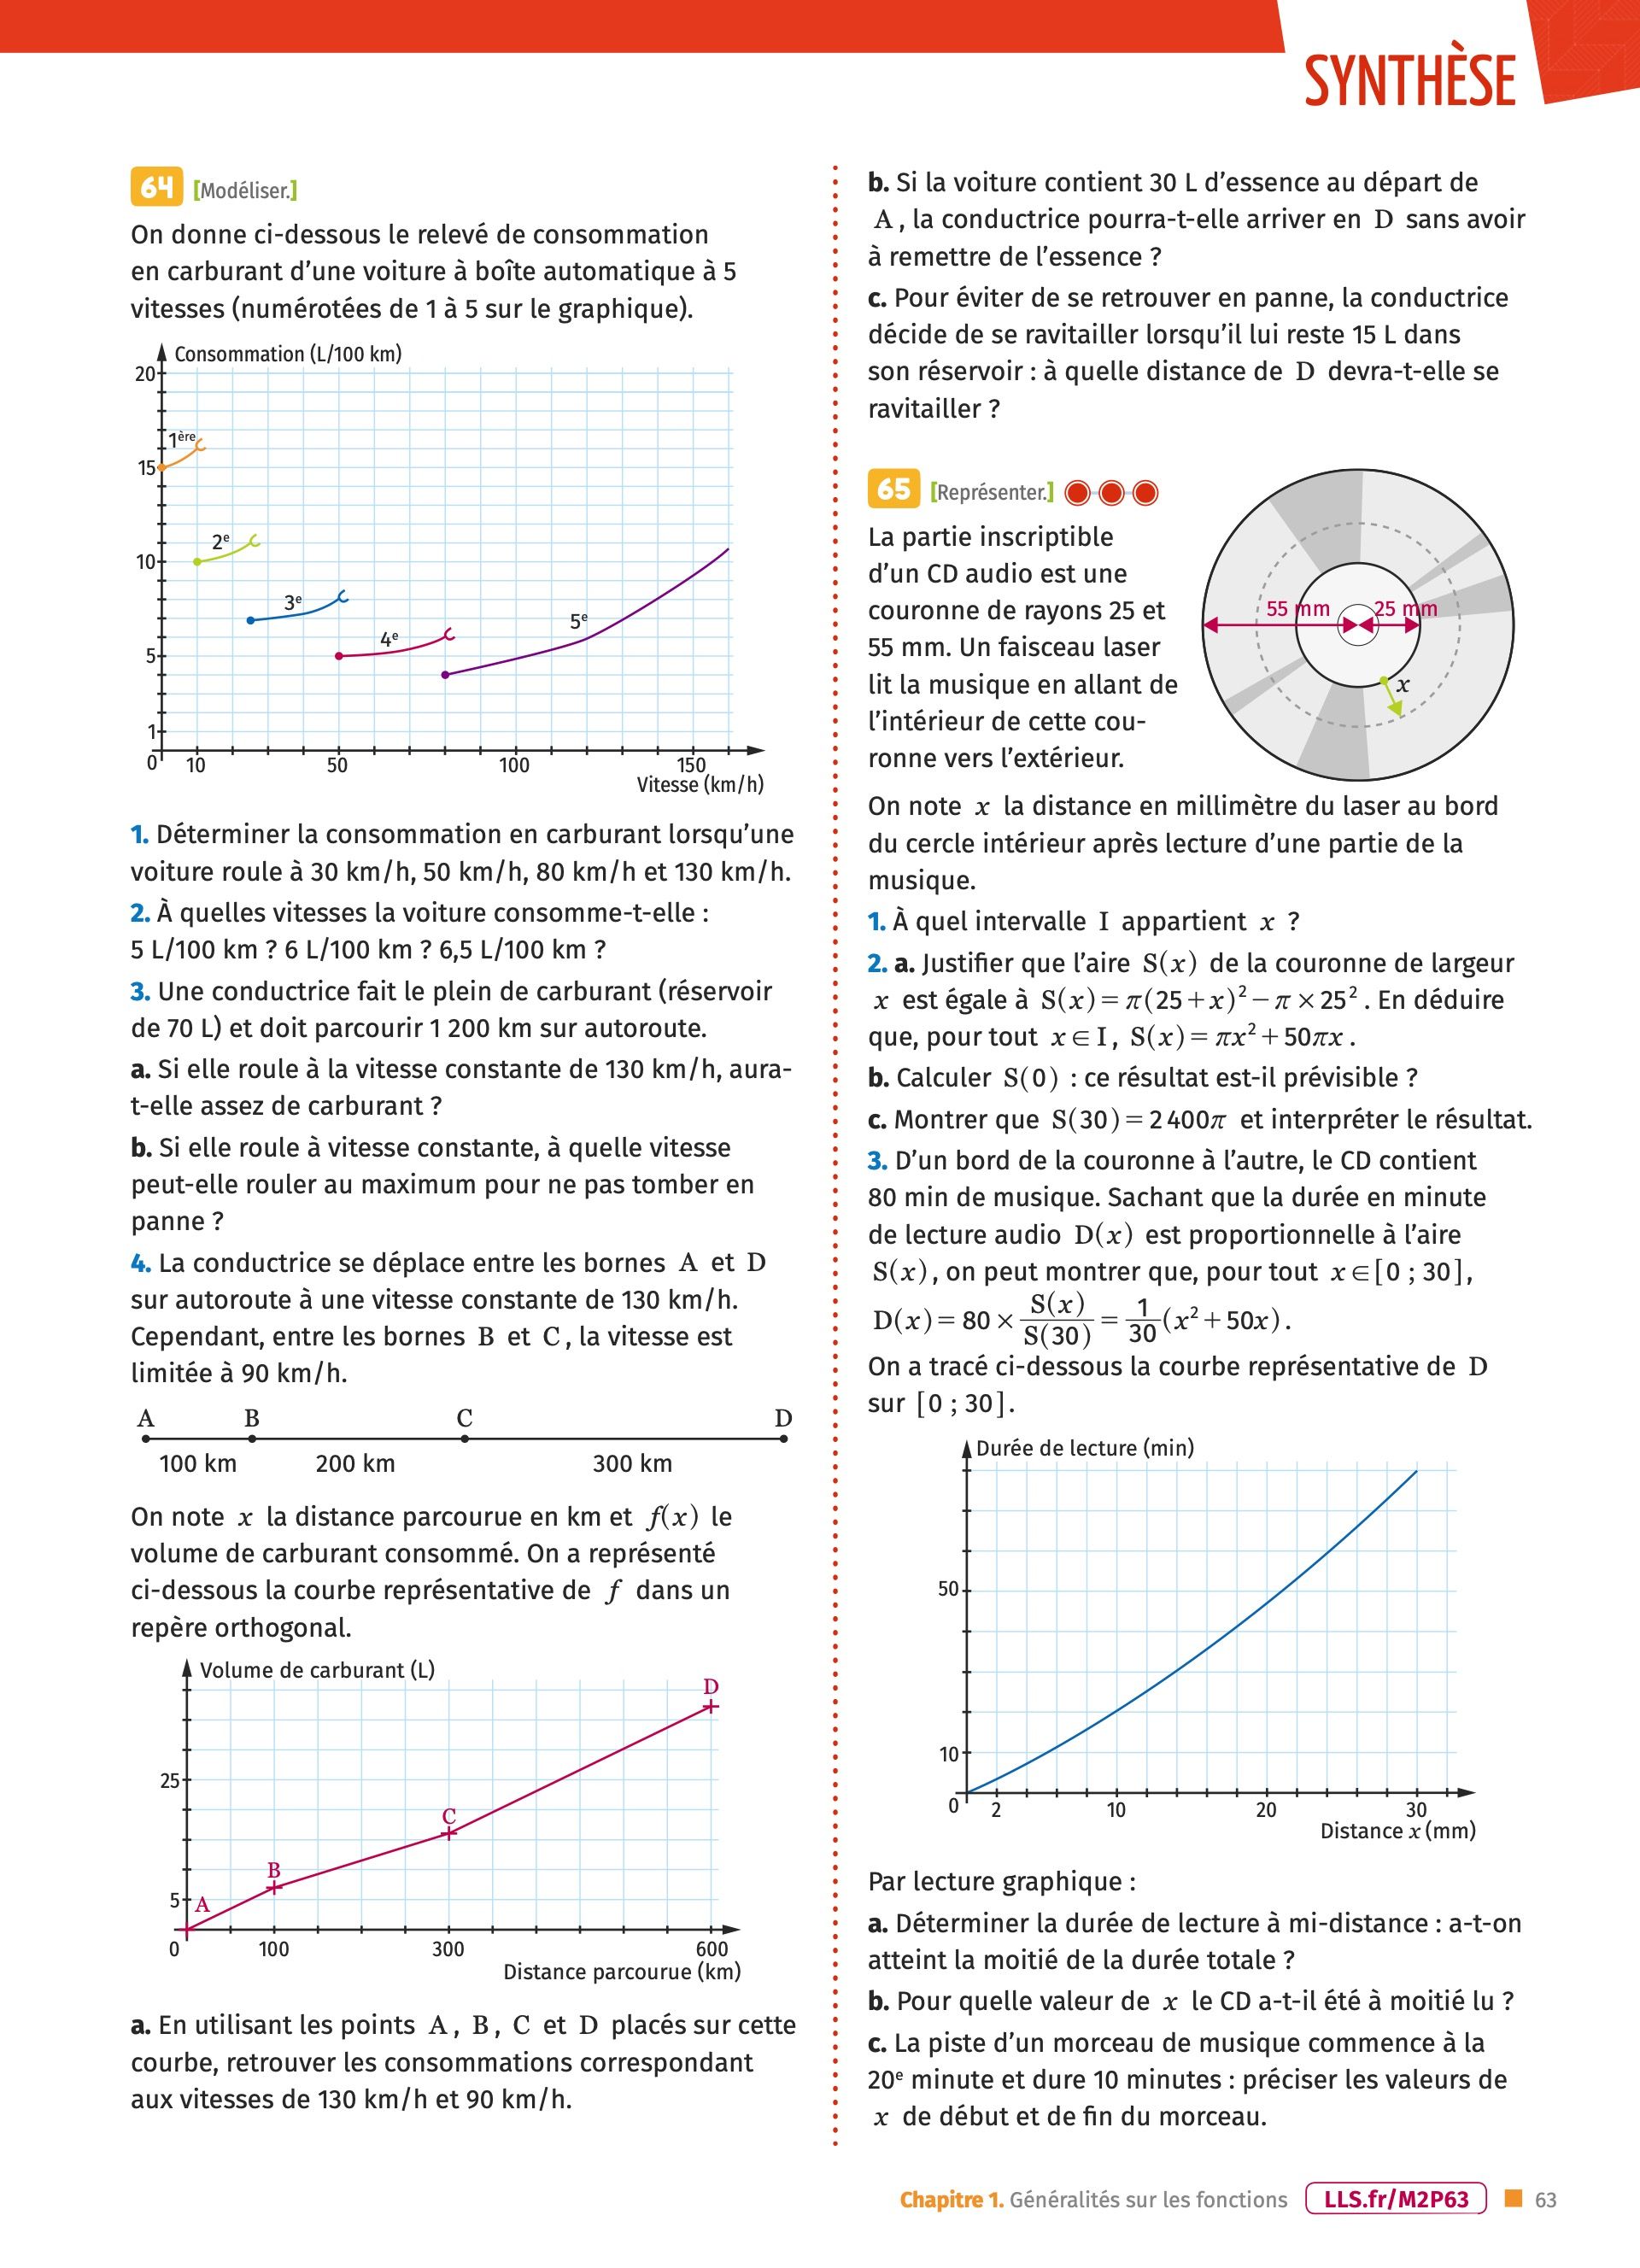 SYNTHÈSE
64 [Modéliser.]
On donne ci-dessous le relevé de consommation
en carburant d’une voiture à boîte automatique à 5
vitesses (numérotées de 1 à 5 sur le graphique).
Consommation (L/100 km)
20
15
10
5
1
0
1ère
2e
3e
4e
5e
10
50
100
150
Vitesse (km/h)
1. Déterminer la consommation en carburant lorsqu’une
voiture roule à 30 km/h, 50 km/h, 80 km/h et 130 km/h.
2. À quelles vitesses la voiture consomme-t-elle :
5 L/100 km ? 6 L/100 km ? 6,5 L/100 km ?
3. Une conductrice fait le plein de carburant (réservoir
de 70 L) et doit parcourir 1 200 km sur autoroute.
a. Si elle roule à la vitesse constante de 130 km/h, aura-
t-elle assez de carburant ?
b. Si elle roule à vitesse constante, à quelle vitesse
peut-elle rouler au maximum pour ne pas tomber en
panne ?
4. La conductrice se déplace entre les bornes A et D
sur autoroute à une vitesse constante de 130 km/h.
Cependant, entre les bornes B et C, la vitesse est
limitée à 90 km/h.
A B C D
100 km 200 km 300 km
On note x la distance parcourue en km et f(x) le
volume de carburant consommé. On a représenté
ci-dessous la courbe représentative de f dans un
repère orthogonal.
Volume de carburant (L)
D
25
C
B
5
A
0 100 300 600
Distance parcourue (km)
a. En utilisant les points A, B, C et D placés sur cette
courbe, retrouver les consommations correspondant
aux vitesses de 130 km/h et 90 km/h.
b. Si la voiture contient 30 L d’essence au départ de
A, la conductrice pourra-t-elle arriver en D sans avoir
à remettre de l’essence ?
c. Pour éviter de se retrouver en panne, la conductrice
décide de se ravitailler lorsqu’il lui reste 15 L dans
son réservoir : à quelle distance de D devra-t-elle se
ravitailler ?
65 [Représenter.]
La partie inscriptible
d’un CD audio est une
couronne de rayons 25 et
55 mm. Un faisceau laser
lit la musique en allant de
l’intérieur de cette cou-
ronne vers l’extérieur.
55 mm 25 mm
x
On note x la distance en millimètre du laser au bord
du cercle intérieur après lecture d’une partie de la
musique.
1. À quel intervalle I appartient x ?
2. a. Justifier que l’aire S(x) de la couronne de largeur
x est égale à S(x) = π(25 + x)² − π × 25². En déduire
que, pour tout x ∈ I, S(x) = πx² + 50πx.
b. Calculer S(0) : ce résultat est-il prévisible ?
c. Montrer que S(30) = 2 400π et interpréter le résultat.
3. D’un bord de la couronne à l’autre, le CD contient
80 min de musique. Sachant que la durée en minute
de lecture audio D(x) est proportionnelle à l’aire
S(x), on peut montrer que, pour tout x ∈ [0 ; 30],
D(x) = 80 × S(x)/S(30) = 1/30 (x² + 50x).
On a tracé ci-dessous la courbe représentative de D
sur [0 ; 30].
Durée de lecture (min)
50
10
0 2 10 20 30
Distance x (mm)
Par lecture graphique :
a. Déterminer la durée de lecture à mi-distance : a-t-on
atteint la moitié de la durée totale ?
b. Pour quelle valeur de x le CD a-t-il été à moitié lu ?
c. La piste d’un morceau de musique commence à la
20e minute et dure 10 minutes : préciser les valeurs de
x de début et de fin du morceau.
Chapitre 1. Généralités sur les fonctions LLS.fr/M2P63 63